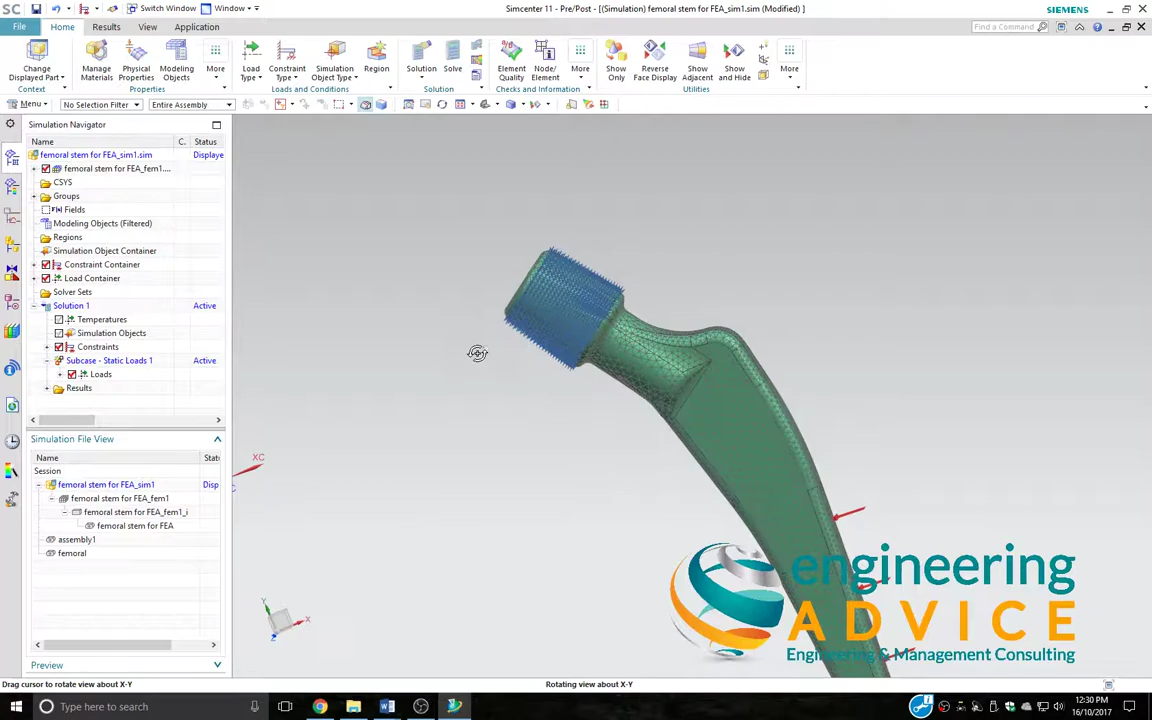 SC
Switch Window
Window
Simcenter 11 - Pre/Post - [(Simulation) femoral stem for FEA_sim1.sim (Modified) ]
SIEMENS
File
Home
Results
View
Application
Find a Command
Change Displayed Part
Manage Materials
Physical Properties
Modeling Objects
More
Load Type
Constraint Type
Simulation Object Type
Region
Solution
Solve
Element Quality
Node/ Element
More
Show Only
Reverse Face Display
Show Adjacent
Show and Hide
More
Context
Properties
Loads and Conditions
Solution
Checks and Information
Utilities
Menu
No Selection Filter
Entire Assembly
Simulation Navigator
Name
C.
Status
femoral stem for FEA_sim1.sim
Displaye
femoral stem for FEA_fem1....
CSYS
Groups
Fields
Modeling Objects (Filtered)
Regions
Simulation Object Container
Constraint Container
Load Container
Solver Sets
Solution 1
Active
Temperatures
Simulation Objects
Constraints
Subcase - Static Loads 1
Active
Loads
Results
Simulation File View
Name
Stat
Session
femoral stem for FEA_sim1
Disp
femoral stem for FEA_fem1
femoral stem for FEA_fem1_i
femoral stem for FEA
assembly1
femoral
Preview
XC
Y
X
Z
engineering
ADVICE
Engineering & Management Consulting
Drag cursor to rotate view about X-Y
Rotating view about X-Y
Type here to search
12:30 PM
16/10/2017